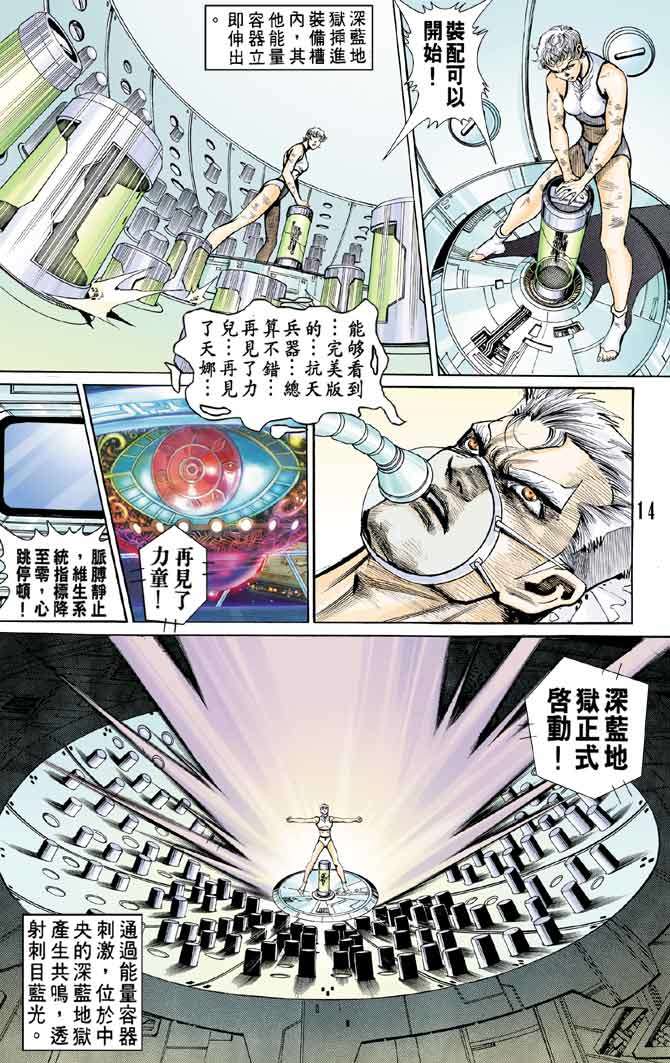 裝配可以
開始！
深藍地
獄挿進
裝備槽
內，其
他能量
容器立
即伸出
。
能够看到
…完美版
的…抗天
兵器…總
算不錯…
再見了力
兒…再見
了天娜…
再見了
力童！
脈膊靜止
，維生系
統指標降
至零，心
跳停頓！
14
深藍地
獄正式
啓動！
通過能量容器
刺激，位於中
央的深藍地獄
產生共鳴，透
射刺目藍光。